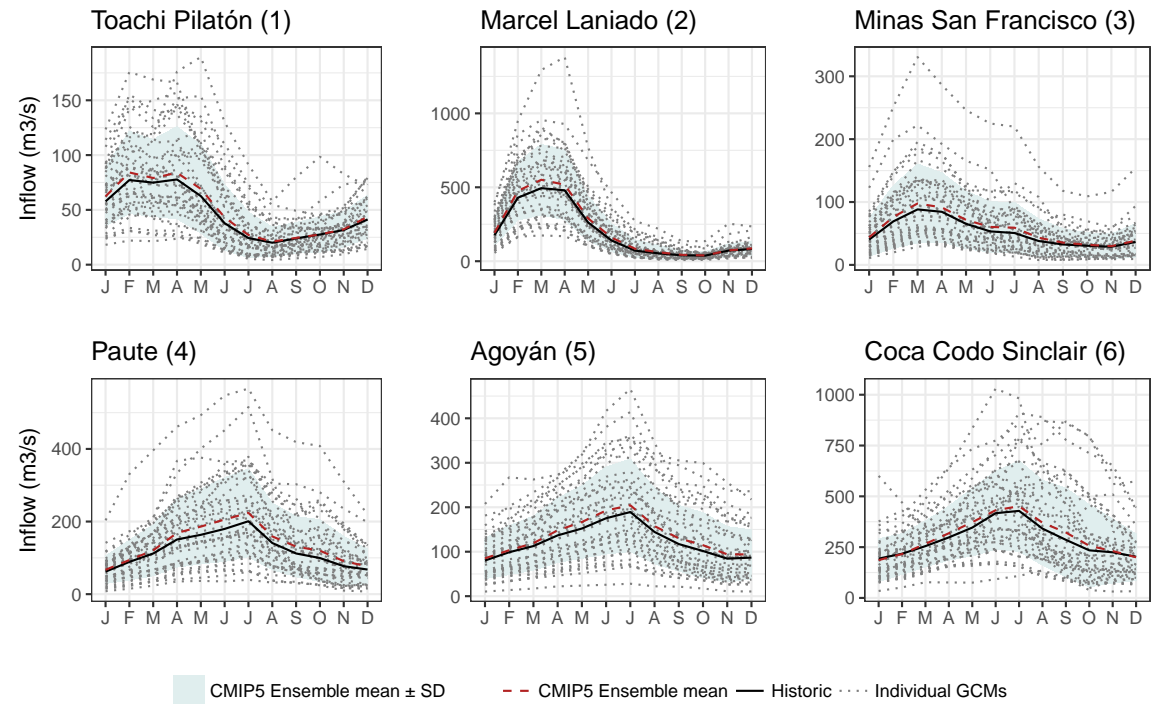 Toachi Pilatón (1)
Marcel Laniado (2)
Minas San Francisco (3)
Inflow (m3/s)
150
100
50
0
J F M A M J J A S O N D
1000
500
0
J F M A M J J A S O N D
300
200
100
0
J F M A M J J A S O N D
Paute (4)
Agoyán (5)
Coca Codo Sinclair (6)
Inflow (m3/s)
400
200
0
J F M A M J J A S O N D
400
300
200
100
0
J F M A M J J A S O N D
1000
750
500
250
0
J F M A M J J A S O N D
CMIP5 Ensemble mean ± SD
CMIP5 Ensemble mean
Historic
Individual GCMs